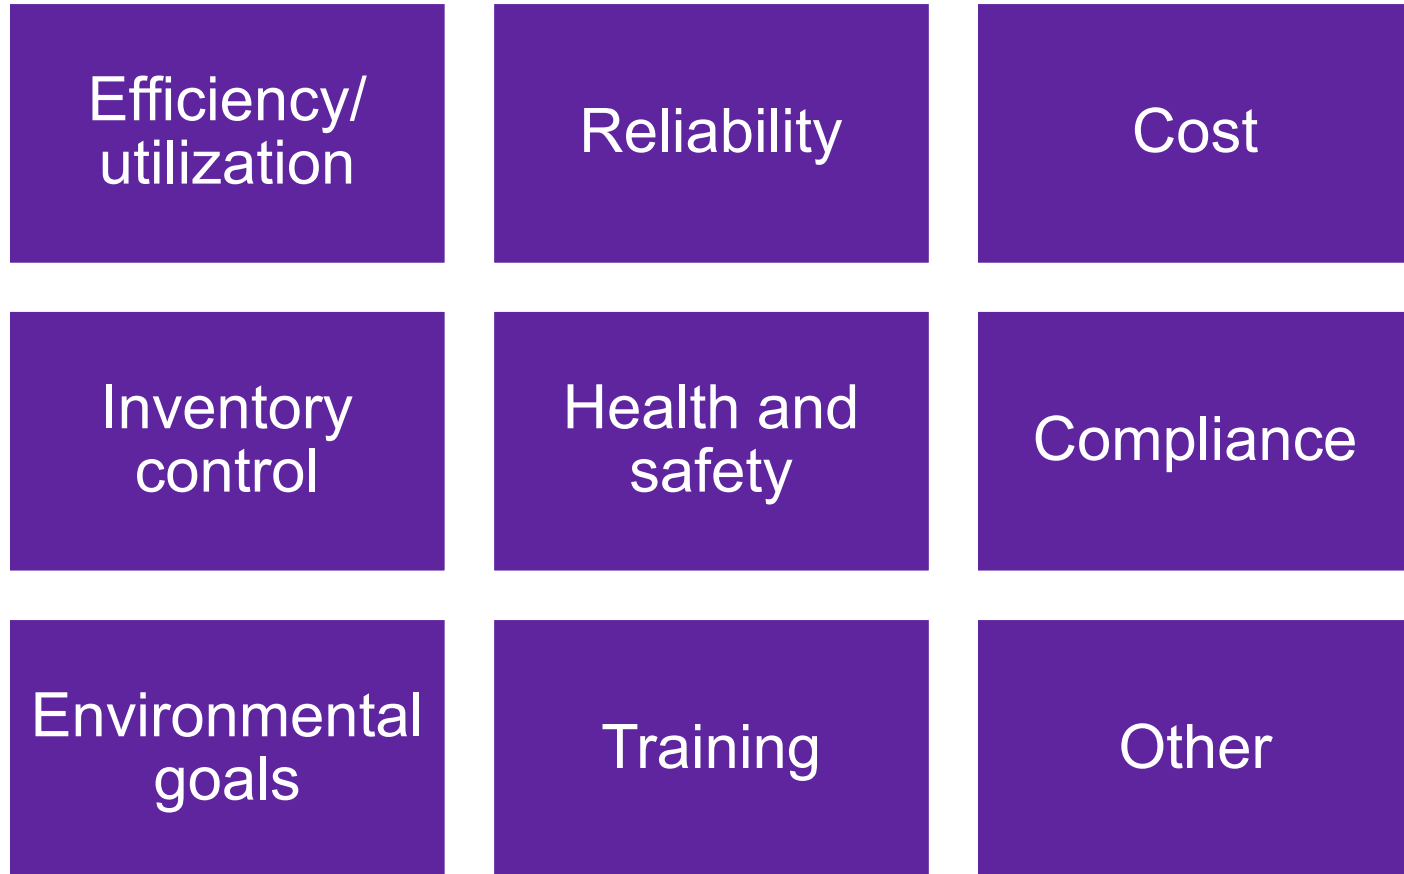 Efficiency/
utilization
Reliability
Cost
Inventory
control
Health and
safety
Compliance
Environmental
goals
Training
Other